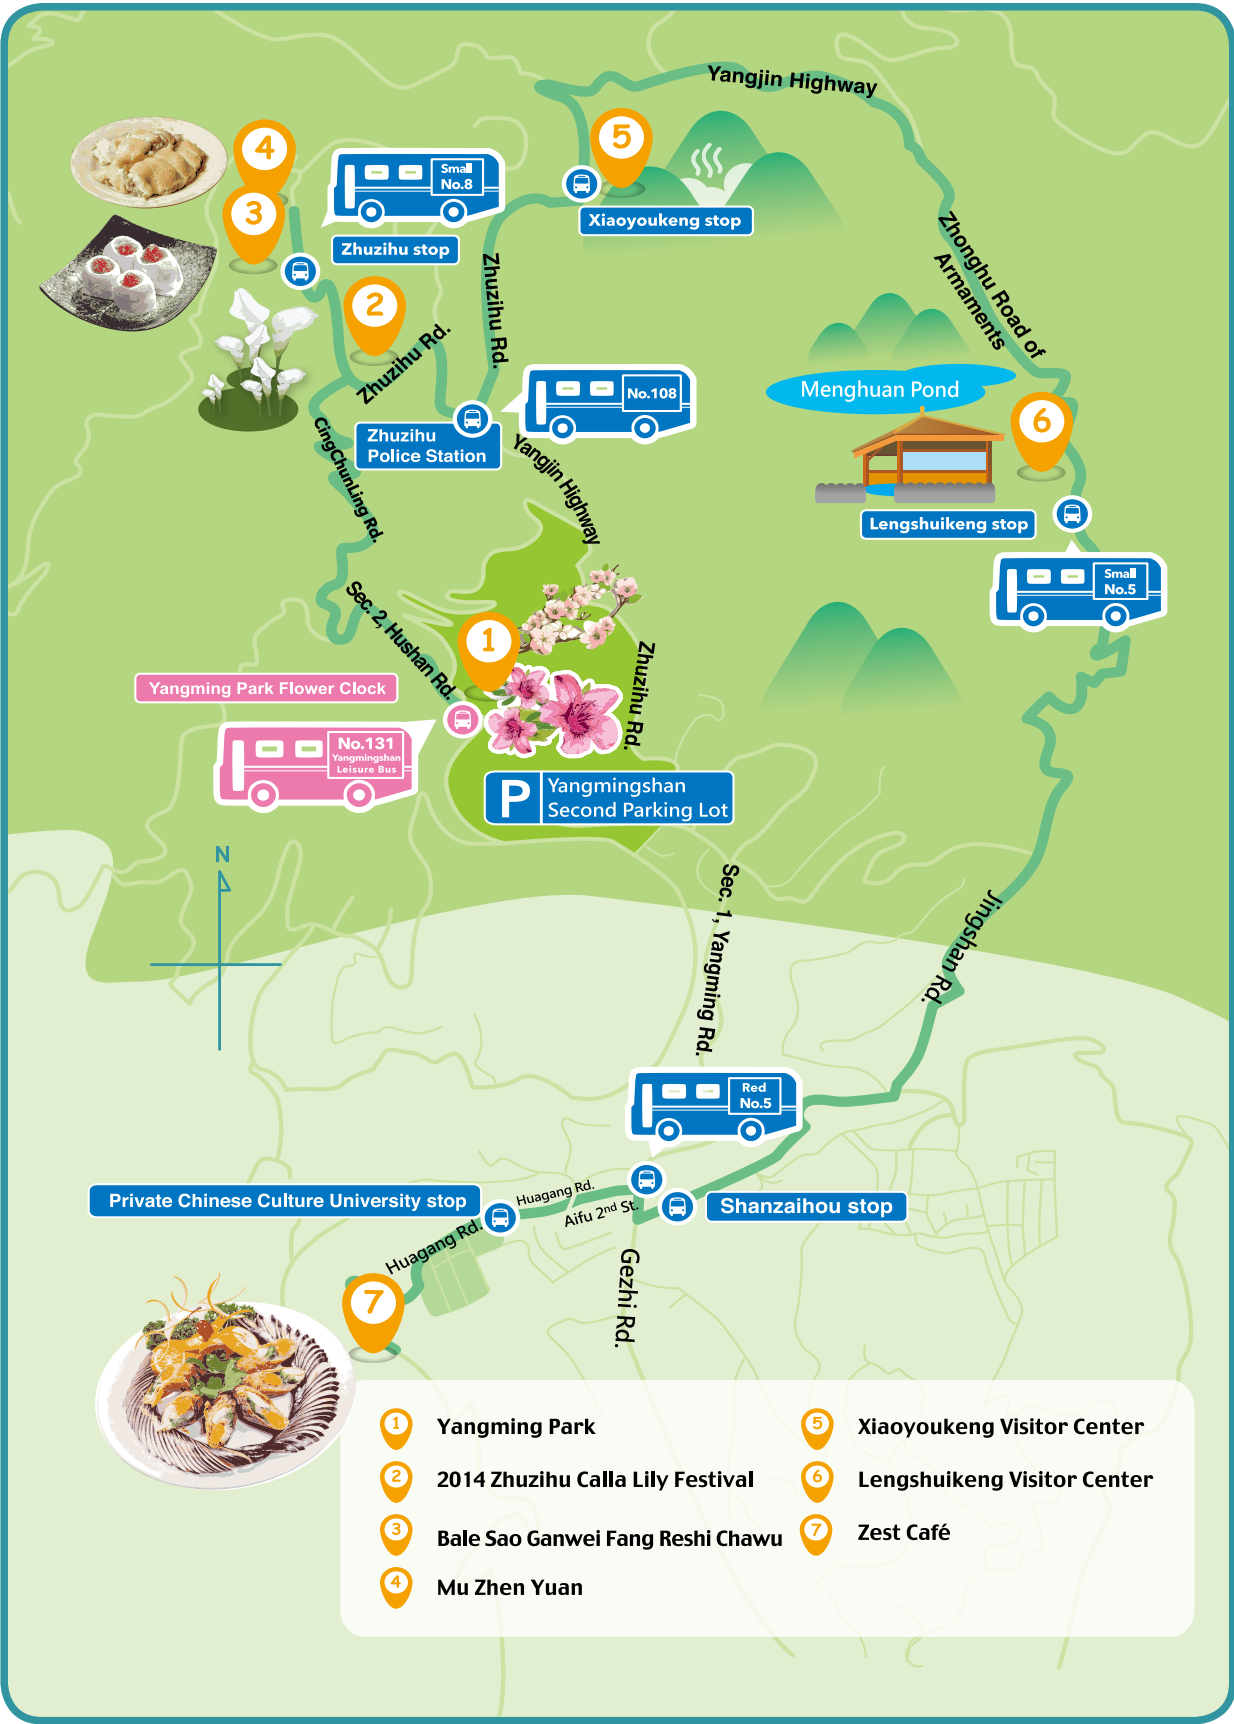 Yangjin Highway
5
4
Small
No.8
3
Xiaoyoukeng stop
Zhuzihu stop
Zhonghu Road of
Armaments
Zhuzihu Rd.
2
Zhuzihu Rd.
Menghuan Pond
No.108
6
Zhuzihu
Police Station
CingChunLing Rd.
Yangjin Highway
Lengshuikeng stop
Small
No.5
Sec. 2, Hushan Rd.
1
Zhuzihu Rd.
Yangming Park Flower Clock
No.131
Yangmingshan
Leisure Bus
P
Yangmingshan
Second Parking Lot
N
Sec. 1, Yangming Rd.
Jingshan Rd.
Red
No.5
Private Chinese Culture University stop
Huagang Rd.
Aifu 2nd St.
Shanzaihou stop
Huagang Rd.
Gezhi Rd.
7
1 Yangming Park
2 2014 Zhuzihu Calla Lily Festival
3 Bale Sao Ganwei Fang Reshi Chawu
4 Mu Zhen Yuan
5 Xiaoyoukeng Visitor Center
6 Lengshuikeng Visitor Center
7 Zest Café